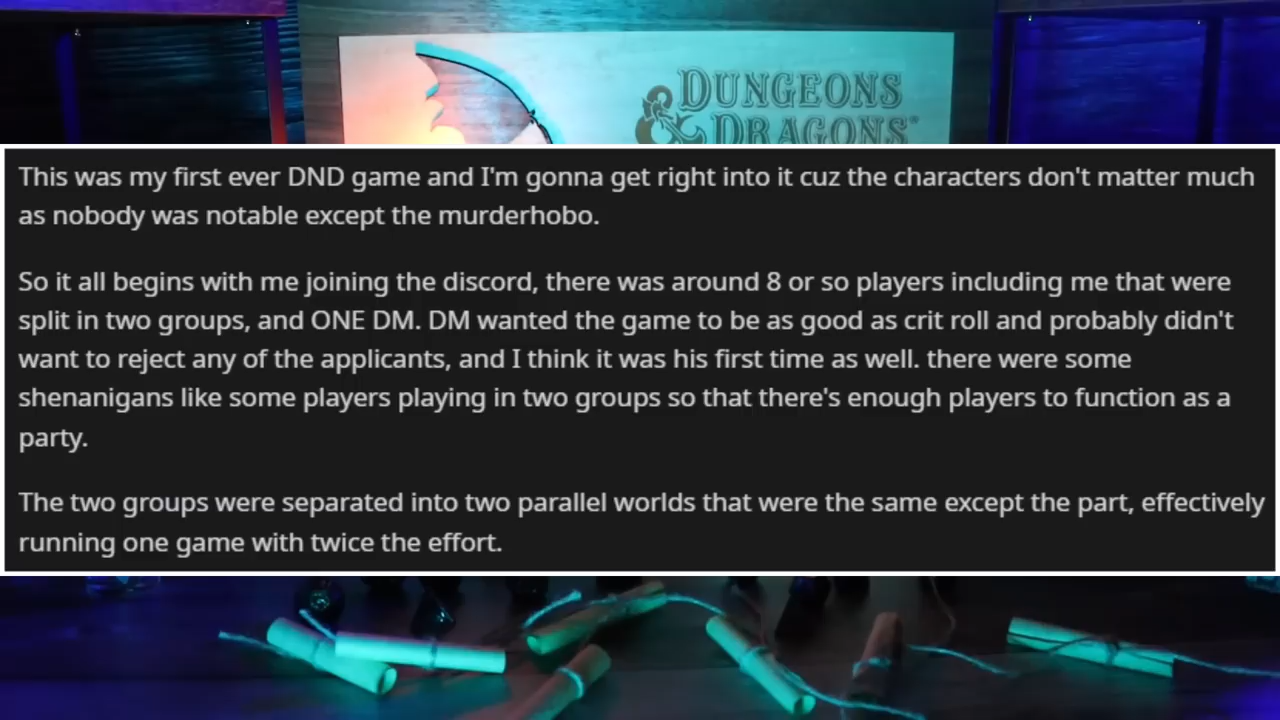 DUNGEONS
& DRAGONS®
This was my first ever DND game and I'm gonna get right into it cuz the characters don't matter much
as nobody was notable except the murderhobo.
So it all begins with me joining the discord, there was around 8 or so players including me that were
split in two groups, and ONE DM. DM wanted the game to be as good as crit roll and probably didn't
want to reject any of the applicants, and I think it was his first time as well. there were some
shenanigans like some players playing in two groups so that there's enough players to function as a
party.
The two groups were separated into two parallel worlds that were the same except the part, effectively
running one game with twice the effort.